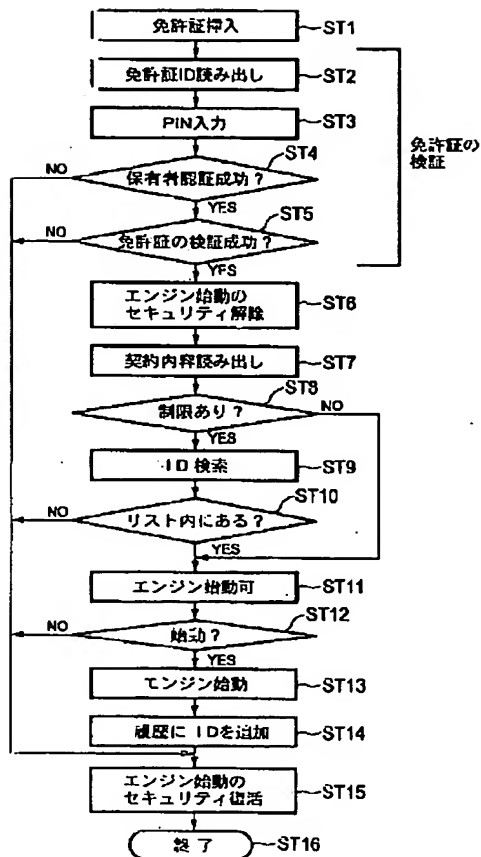 免許証挿入 ST1
免許証ID読み出し ST2
PIN入力 ST3
免許証の
検証
ST4
NO 保有者認証成功？
YES ST5
NO 免許証の検証成功？
YES
エンジン始動の
セキュリティ解除 ST6
契約内容読み出し ST7
ST8
制限あり？ NO
YES
ID検索 ST9
ST10
NO リスト内にある？
YES
エンジン始動可 ST11
ST12
NO 始動？
YES
エンジン始動 ST13
履歴にIDを追加 ST14
エンジン始動の
セキュリティ復活 ST15
終了 ST16